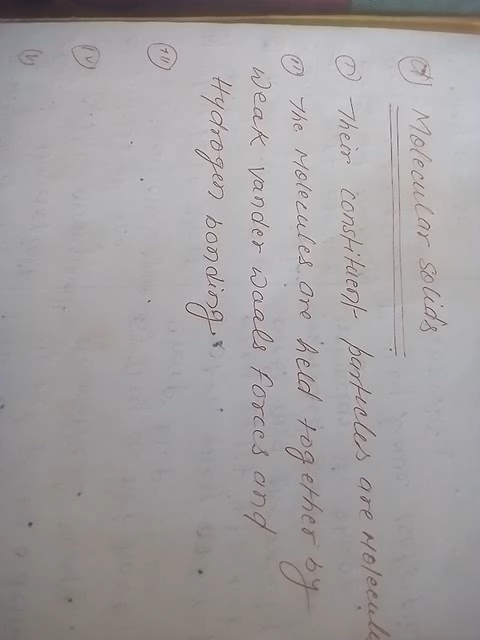 (d) Molecular solids
(i) Their constituent particles are Molecul
(ii) The Molecules are held together by
weak vander waals forces and
Hydrogen bonding.
(iii)
(iv)
(v)